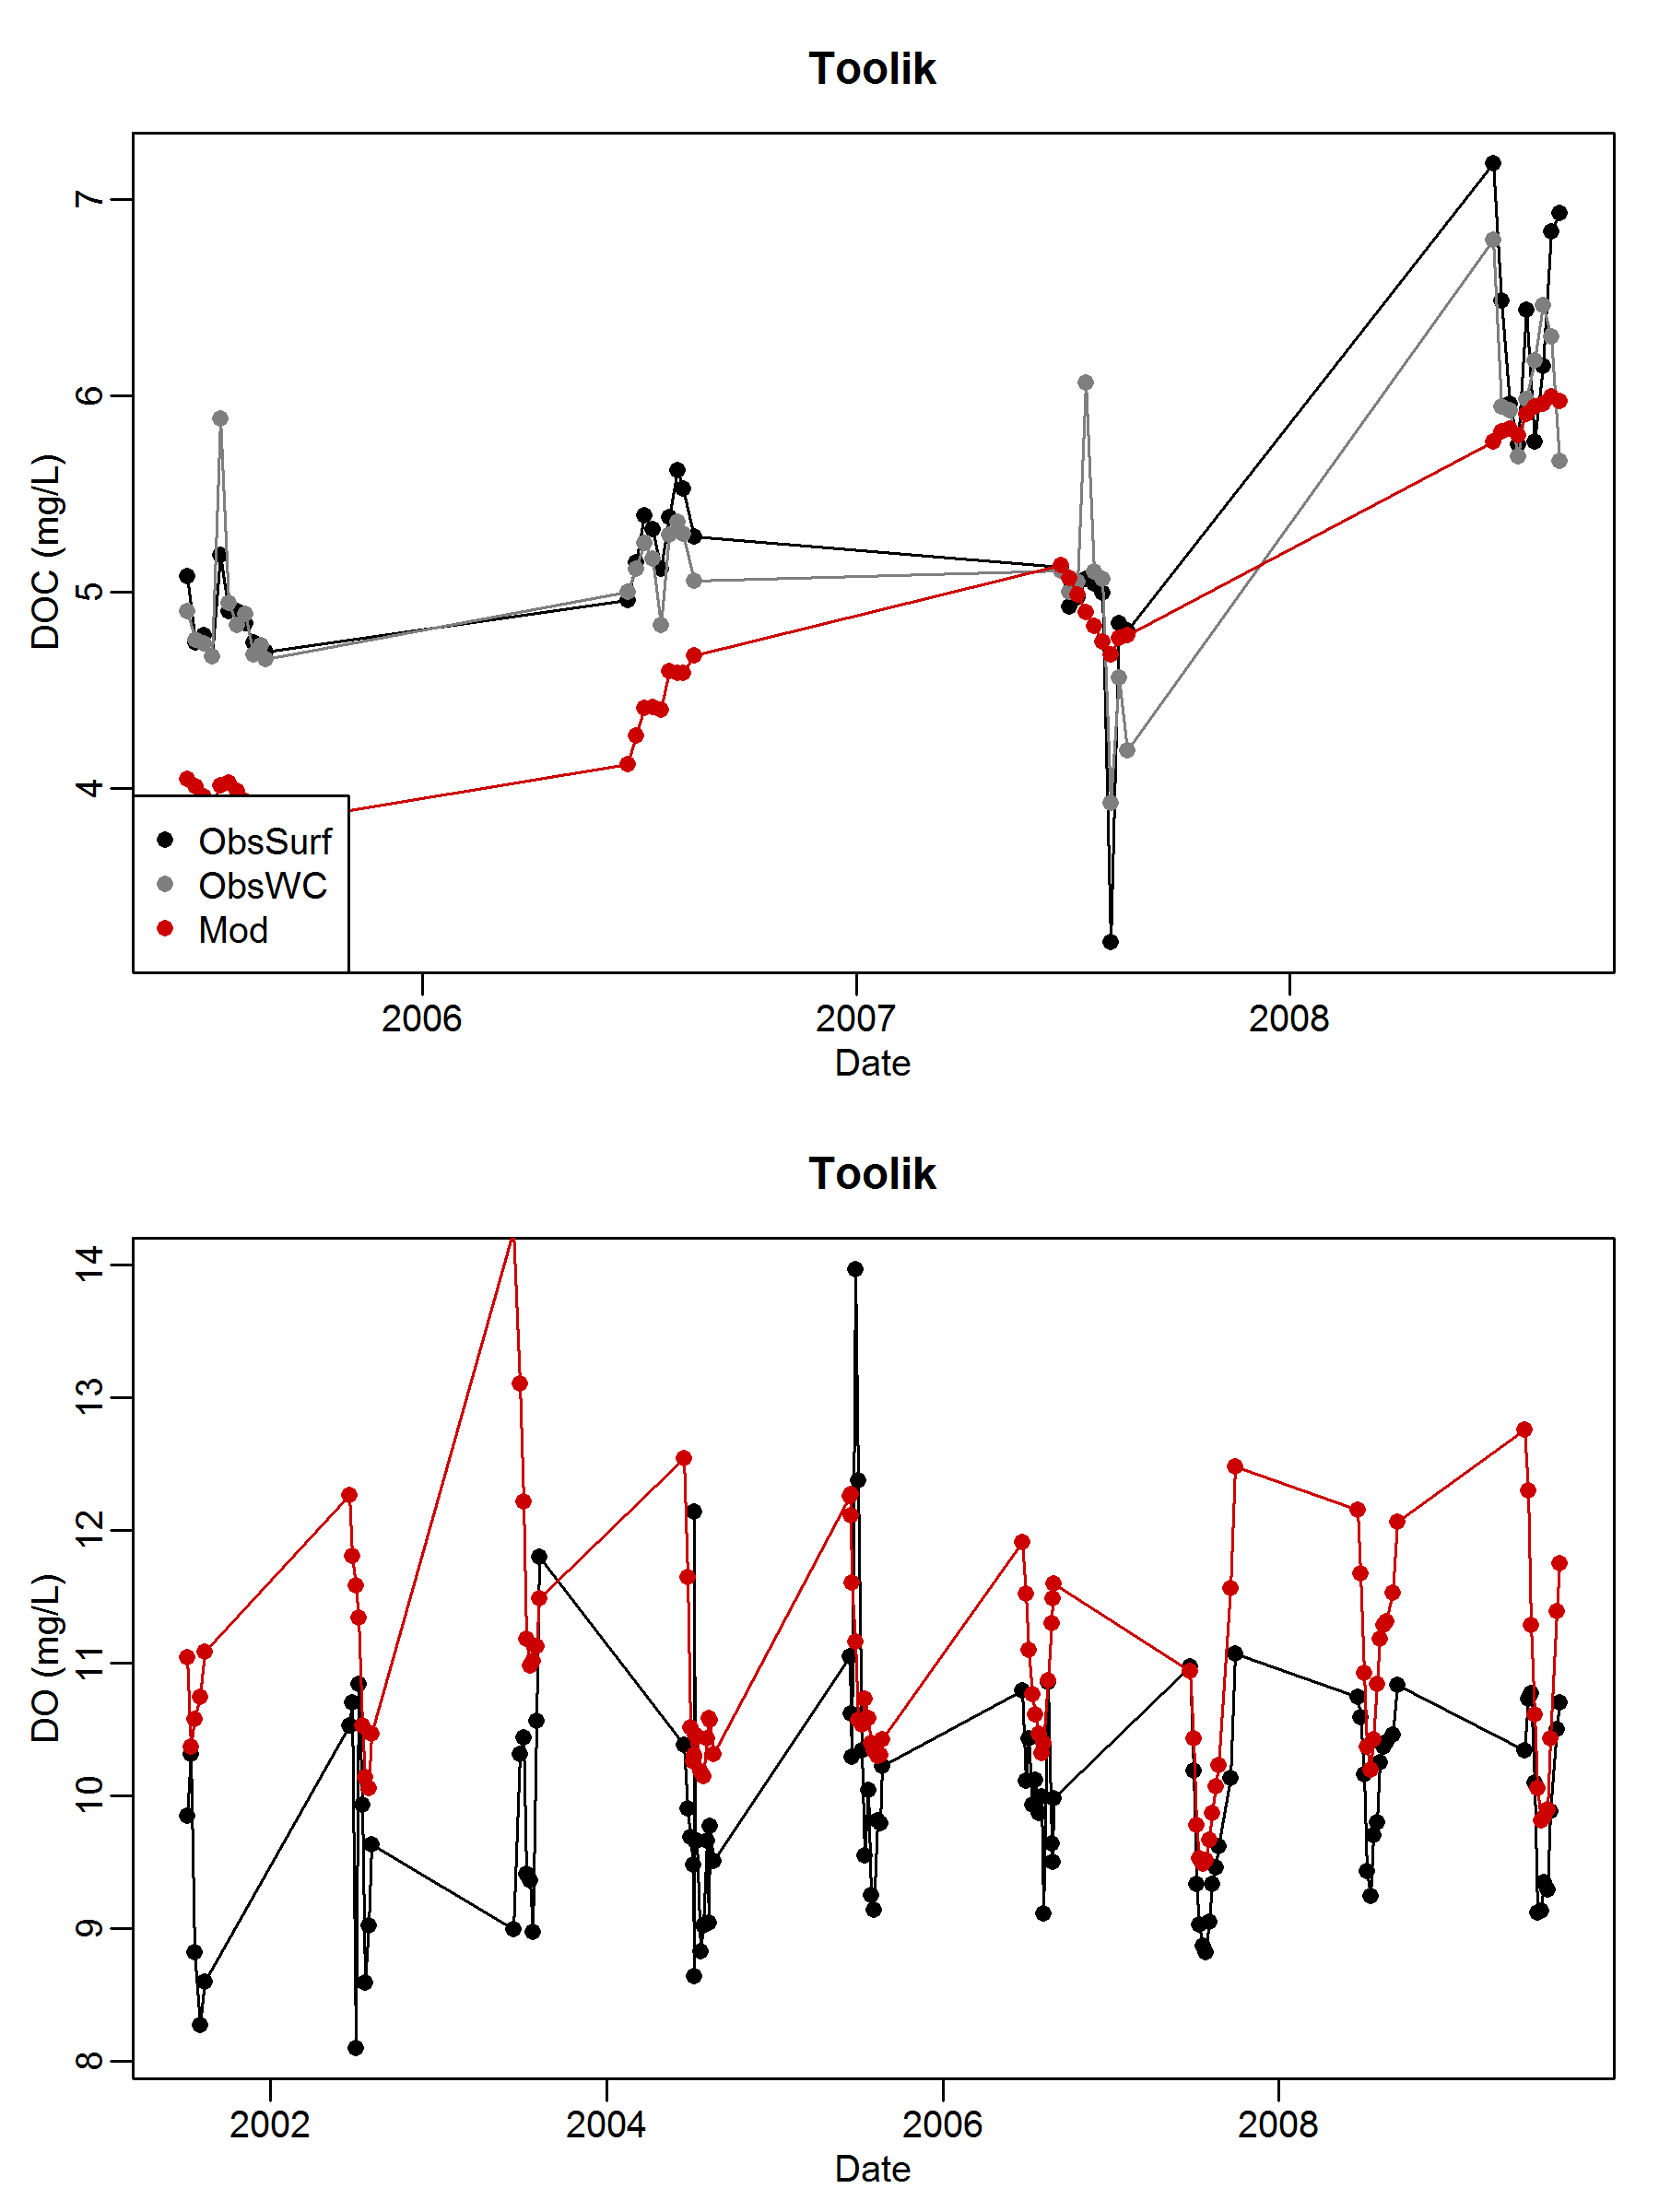 Toolik
DOC (mg/L)
7
6
5
4
ObsSurf
ObsWC
Mod
2006 2007 2008
Date
Toolik
DO (mg/L)
14
13
12
11
10
9
8
2002 2004 2006 2008
Date